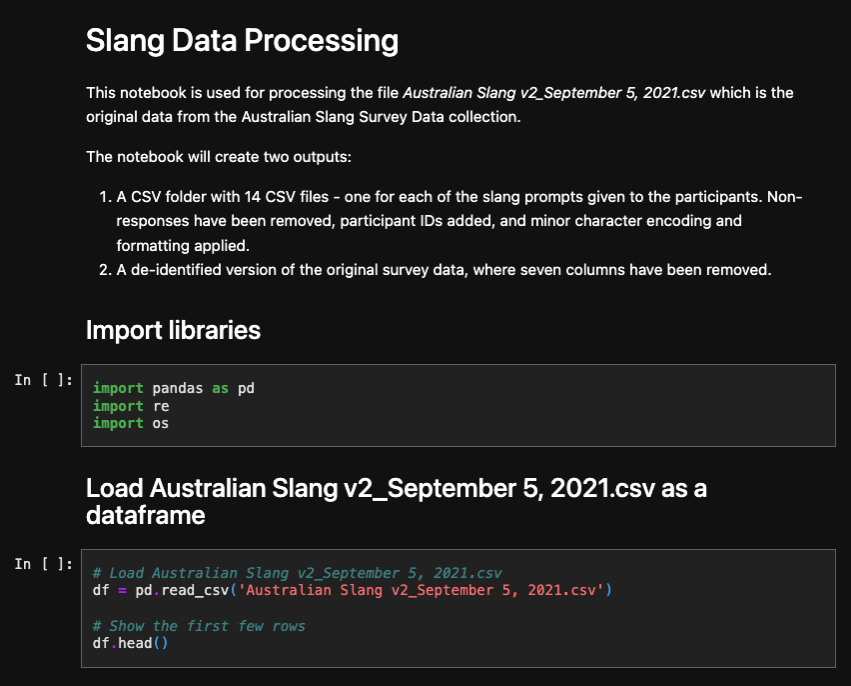 Slang Data Processing
This notebook is used for processing the file Australian Slang v2_September 5, 2021.csv which is the
original data from the Australian Slang Survey Data collection.
The notebook will create two outputs:
1. A CSV folder with 14 CSV files - one for each of the slang prompts given to the participants. Non-
responses have been removed, participant IDs added, and minor character encoding and
formatting applied.
2. A de-identified version of the original survey data, where seven columns have been removed.
Import libraries
In [ ]:
import pandas as pd
import re
import os
Load Australian Slang v2_September 5, 2021.csv as a
dataframe
In [ ]:
# Load Australian Slang v2_September 5, 2021.csv
df = pd.read_csv('Australian Slang v2_September 5, 2021.csv')
# Show the first few rows
df.head()